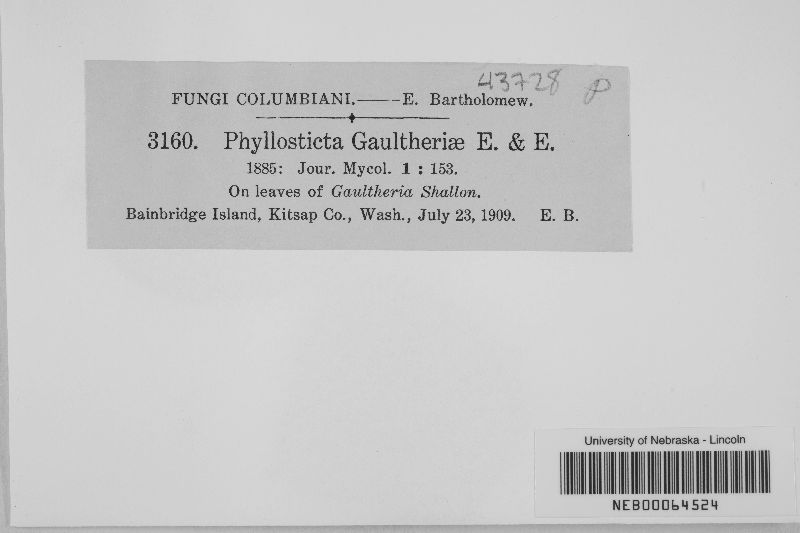 43728 P
FUNGI COLUMBIANI.——E. Bartholomew.
3160. Phyllosticta Gaultheriæ E. & E.
1885: Jour. Mycol. 1 : 153.
On leaves of Gaultheria Shallon.
Bainbridge Island, Kitsap Co., Wash., July 23, 1909. E. B.
University of Nebraska - Lincoln
NEB00064524